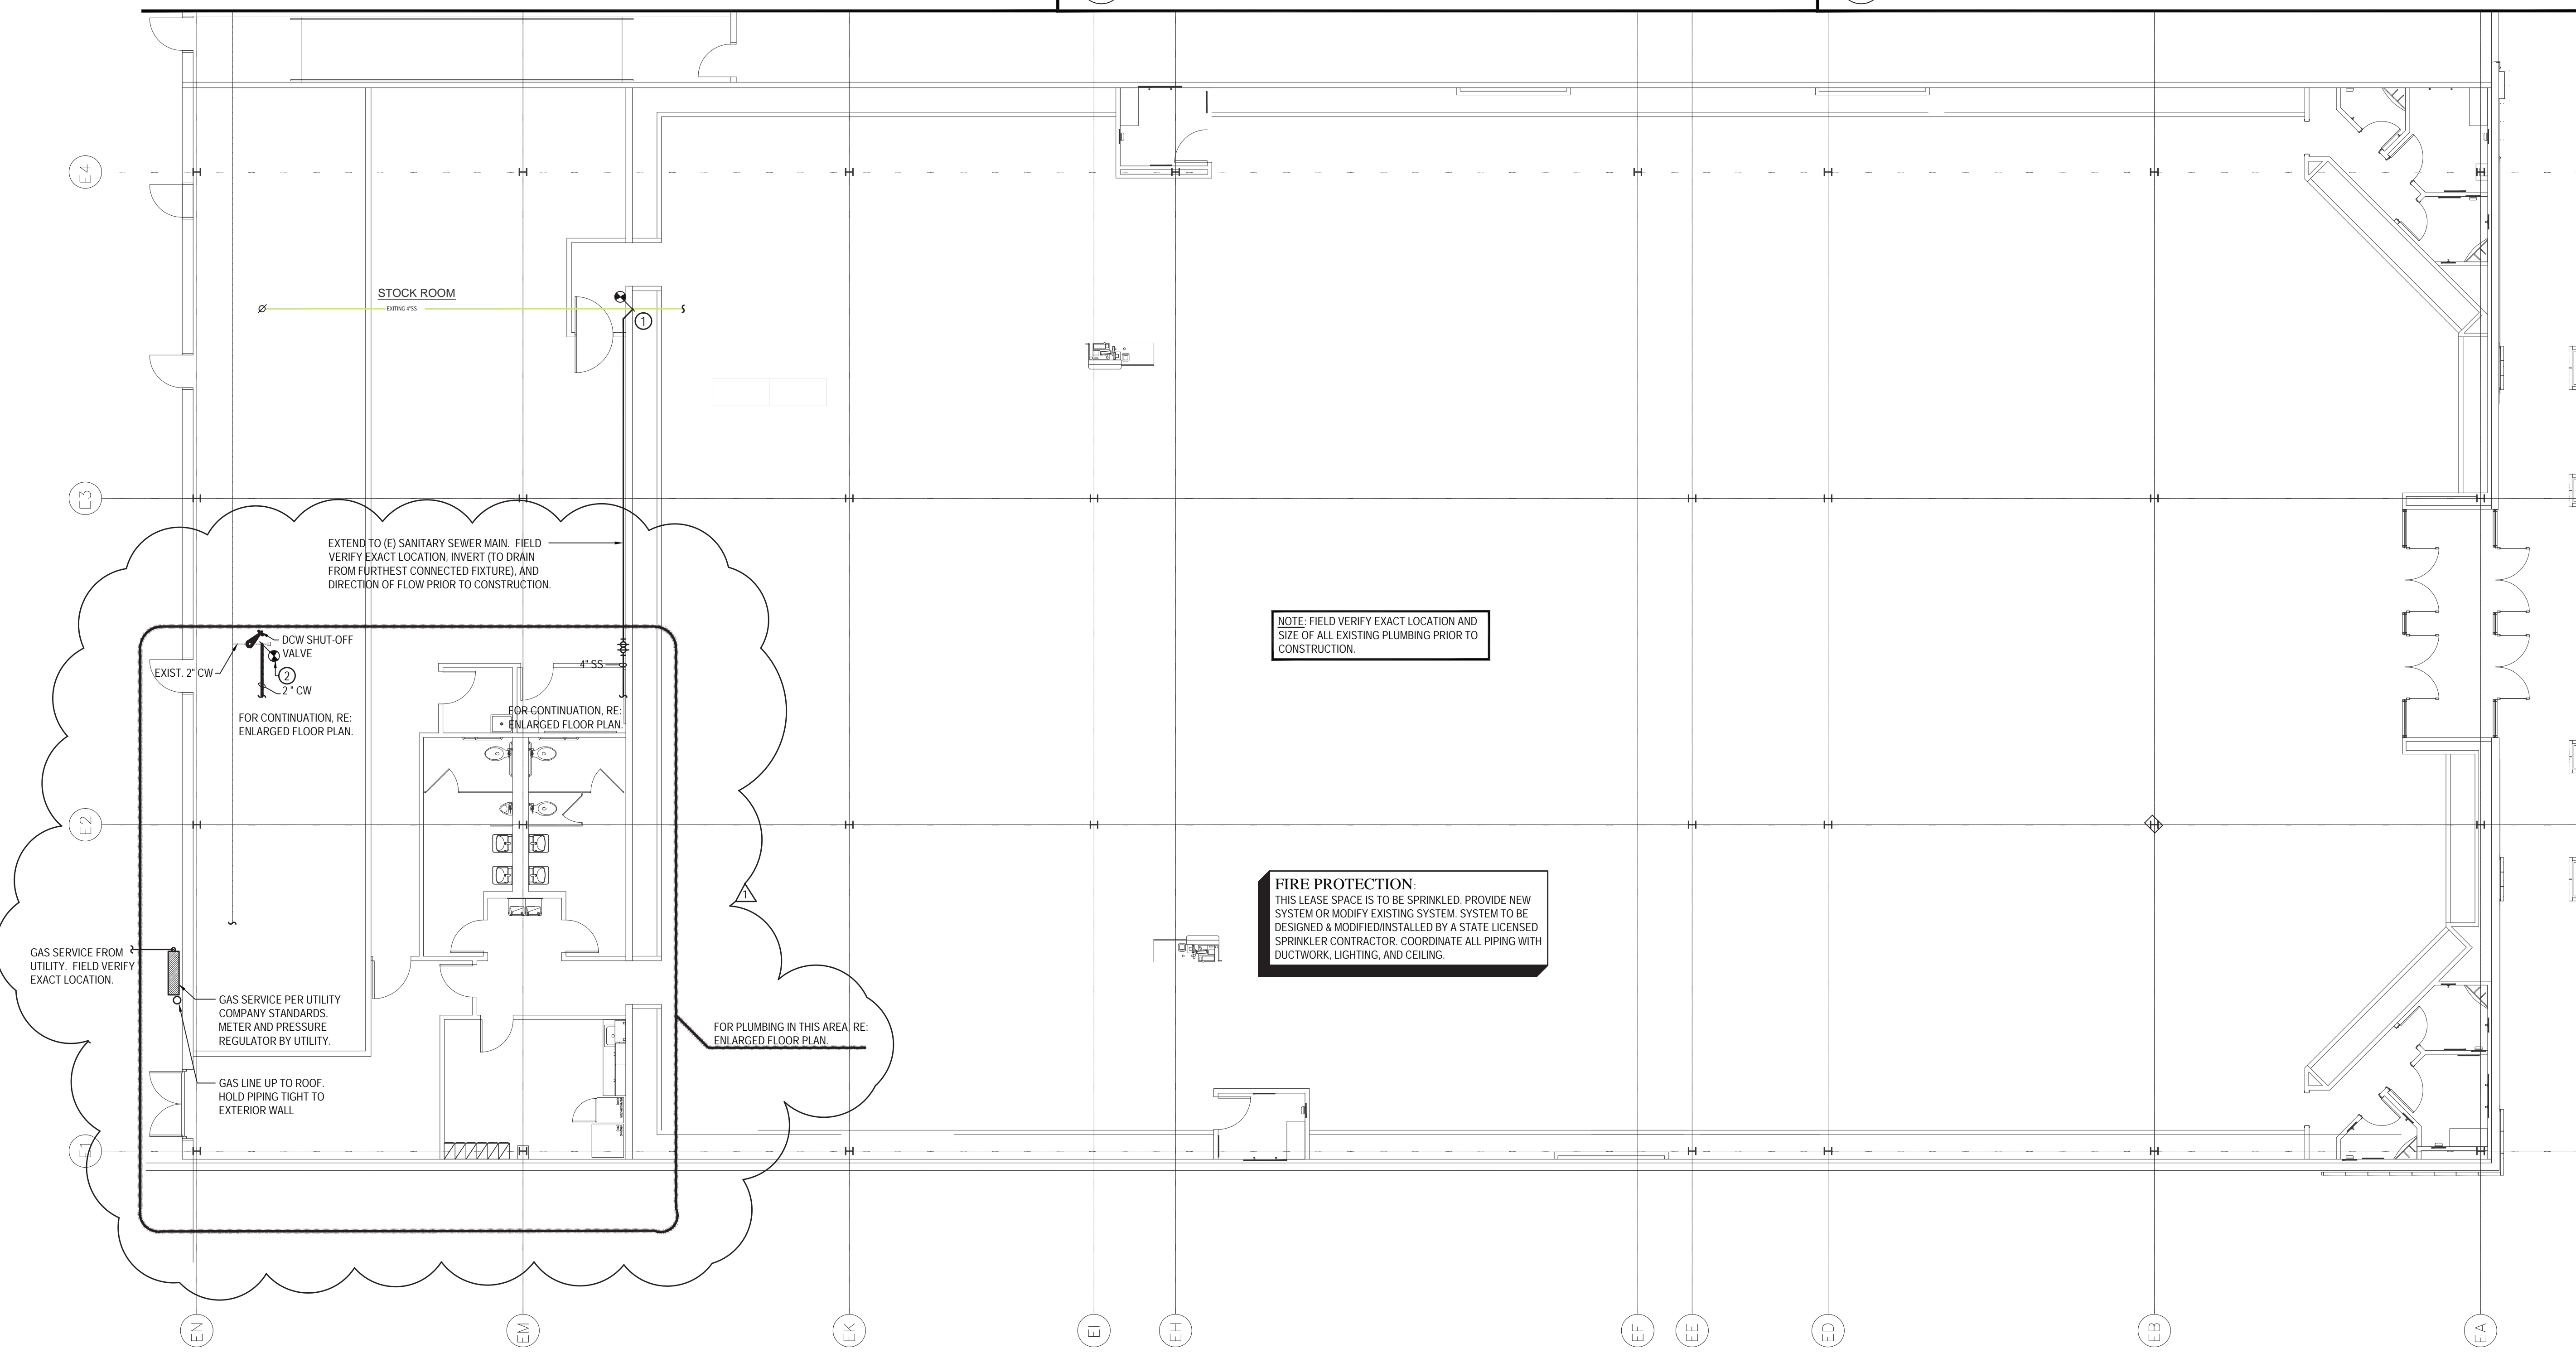 E4
STOCK ROOM
EXITING 4"SS
1
E3
EXTEND TO (E) SANITARY SEWER MAIN. FIELD
VERIFY EXACT LOCATION, INVERT (TO DRAIN
FROM FURTHEST CONNECTED FIXTURE), AND
DIRECTION OF FLOW PRIOR TO CONSTRUCTION.
DCW SHUT-OFF
VALVE
EXIST. 2" CW
2
2 " CW
4" SS
FOR CONTINUATION, RE:
ENLARGED FLOOR PLAN.
FOR CONTINUATION, RE:
ENLARGED FLOOR PLAN.
NOTE: FIELD VERIFY EXACT LOCATION AND
SIZE OF ALL EXISTING PLUMBING PRIOR TO
CONSTRUCTION.
E2
1
FIRE PROTECTION:
THIS LEASE SPACE IS TO BE SPRINKLED. PROVIDE NEW
SYSTEM OR MODIFY EXISTING SYSTEM. SYSTEM TO BE
DESIGNED & MODIFIED/INSTALLED BY A STATE LICENSED
SPRINKLER CONTRACTOR. COORDINATE ALL PIPING WITH
DUCTWORK, LIGHTING, AND CEILING.
GAS SERVICE FROM
UTILITY. FIELD VERIFY
EXACT LOCATION.
GAS SERVICE PER UTILITY
COMPANY STANDARDS.
METER AND PRESSURE
REGULATOR BY UTILITY.
FOR PLUMBING IN THIS AREA, RE:
ENLARGED FLOOR PLAN.
GAS LINE UP TO ROOF.
HOLD PIPING TIGHT TO
EXTERIOR WALL
E1
EN
EM
EK
EI
EH
EF
EE
ED
EB
EA